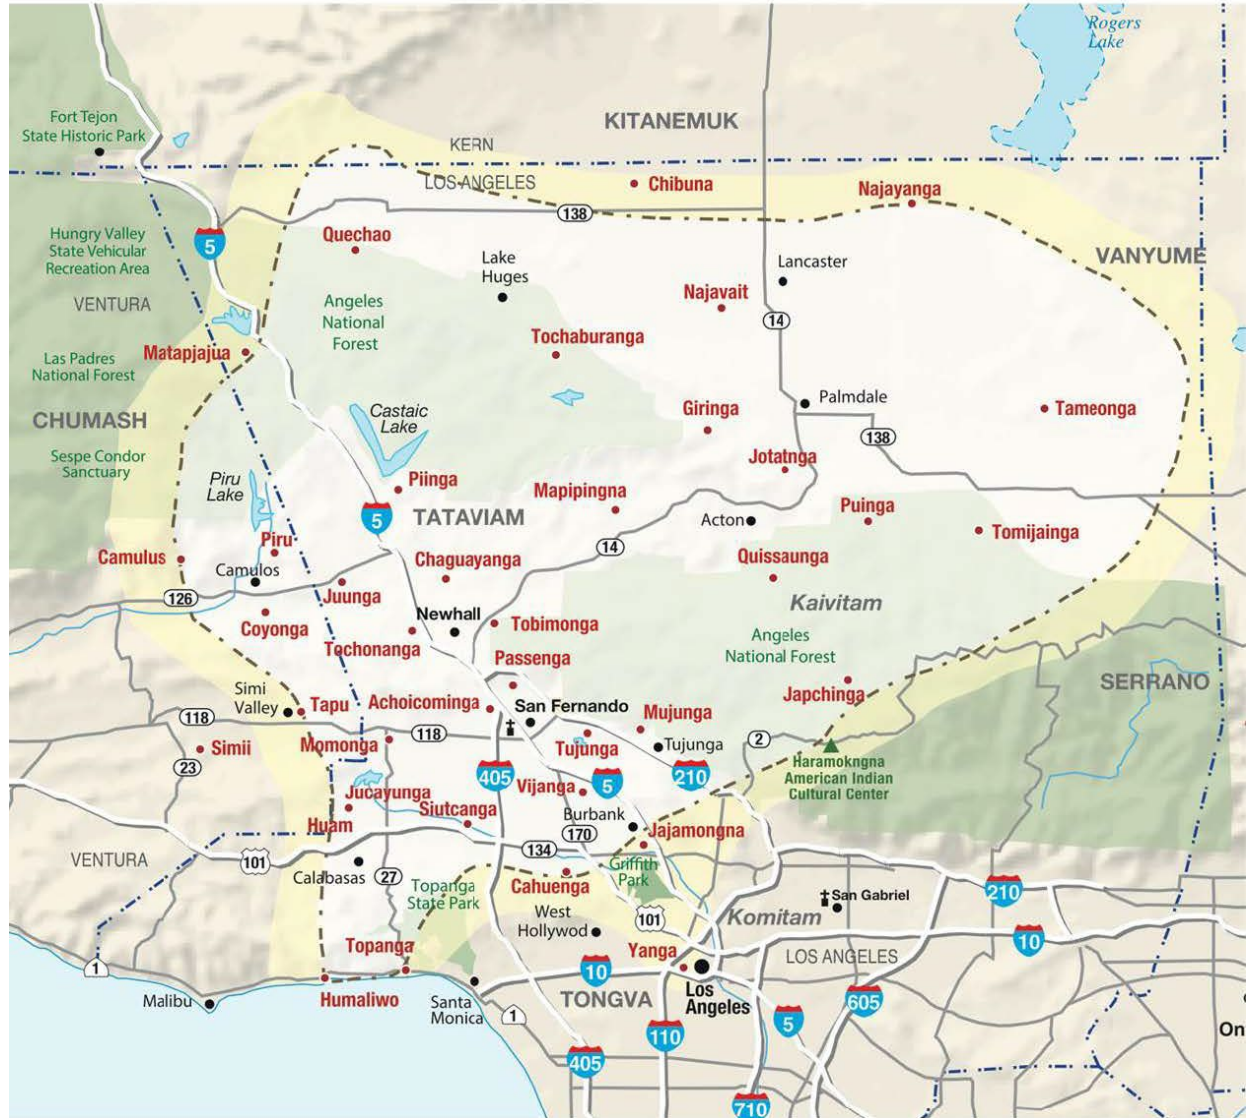 Rogers
Lake
Fort Tejon
State Historic Park
KITANEMUK
KERN
LOS ANGELES
Chibuna
Najayanga
138
Hungry Valley
State Vehicular
Recreation Area
5
Quechao
Lake
Huges
Lancaster
VANYUME
VENTURA
Angeles
National
Forest
Najavait
14
Tochaburanga
Matapjajua
Las Padres
National Forest
CHUMASH
Castaic
Lake
Giringa
Palmdale
Tameonga
138
Sespe Condor
Sanctuary
Piru
Lake
Piinga
Jotatnga
Mapipingna
Puinga
5
TATAVIAM
Acton
Tomijainga
Camulus
Piru
14
Camulos
Chaguayanga
Quissaunga
126
Juunga
Kaivitam
Coyonga
Newhall
Tobimonga
Tochonanga
Angeles
National Forest
Passenga
SERRANO
Simi
Valley
Tapu
Achoicominga
San Fernando
Japchinga
118
Mujunga
118
Momonga
Tujunga
Tujunga
2
Simii
23
Haramokngna
American Indian
Cultural Center
405
5
210
Jucayunga
Vijanga
Siutcanga
Huam
Burbank
170
Jajamongna
VENTURA
101
134
Griffith
Park
Calabasas
27
Cahuenga
Topanga
State Park
San Gabriel
210
101
Komitam
West
Hollywod
Topanga
Yanga
LOS ANGELES
10
1
10
Humaliwo
Malibu
Santa
Monica
TONGVA
Los
Angeles
605
1
5
110
On
405
710